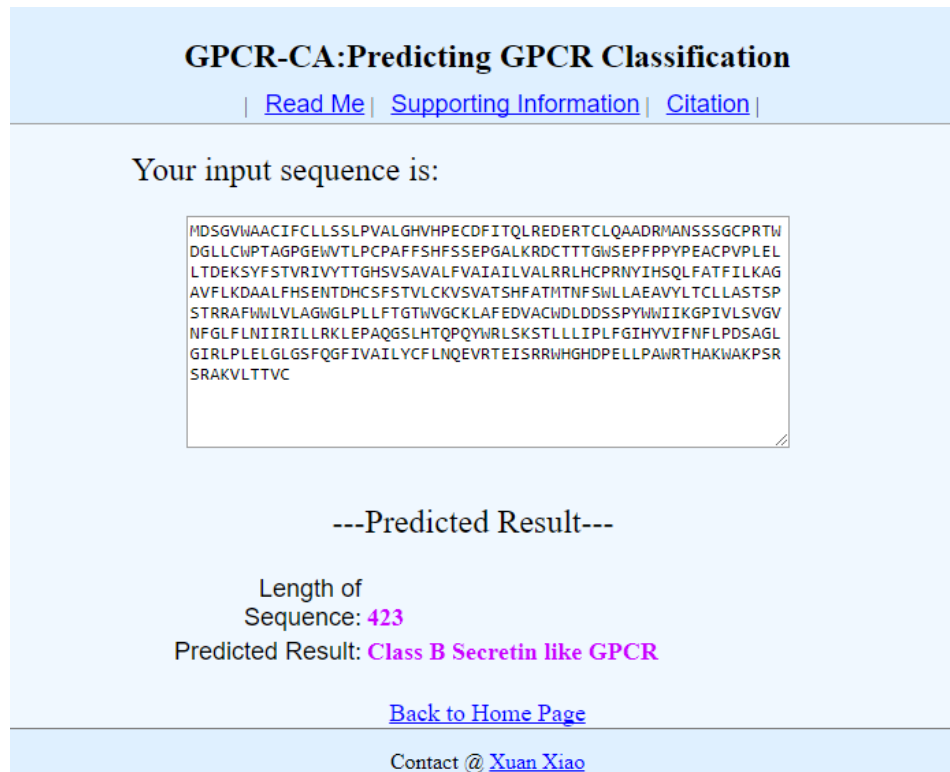 GPCR-CA:Predicting GPCR Classification
| Read Me | Supporting Information | Citation |
Your input sequence is:
MDSGVWAACIFCLLSSLPVALGHVHPECDFITQLREDERTCLQAADRMANSSSGCPRTW
DGLLCWPTAGPGEWVTLPCPAFFSHFSSEPGALKRDCTTTGWSEPFPPYPEACPVPLEL
LTDEKSYFSTVRIVYTTGHSVSAVALFVAIAILVALRRLHCPRNYIHSQLFATFILKAG
AVFLKDAALFHSENTDHCSFSTVLCKVSVATSHFATMTNFSWLLAEAVYLTCLLASTSP
STRRAFWWLVLAGWGLPLLFTGTWVGCKLAFEDVACWDLDDSSPYWWIIKGPIVLSVGV
NFGLFLNIIRILLRKLEPAQGSLHTQPQYWRLSKSTLLLIPLFGIHYVIFNFLPDSAGL
GIRLPLELGLGSFQGFIVAILYCFLNQEVRTEISRRWHGHDPELLPAWRTHAKWAKPSR
SRAKVLTTVC
---Predicted Result---
Length of
Sequence: 423
Predicted Result: Class B Secretin like GPCR
Back to Home Page
Contact @ Xuan Xiao